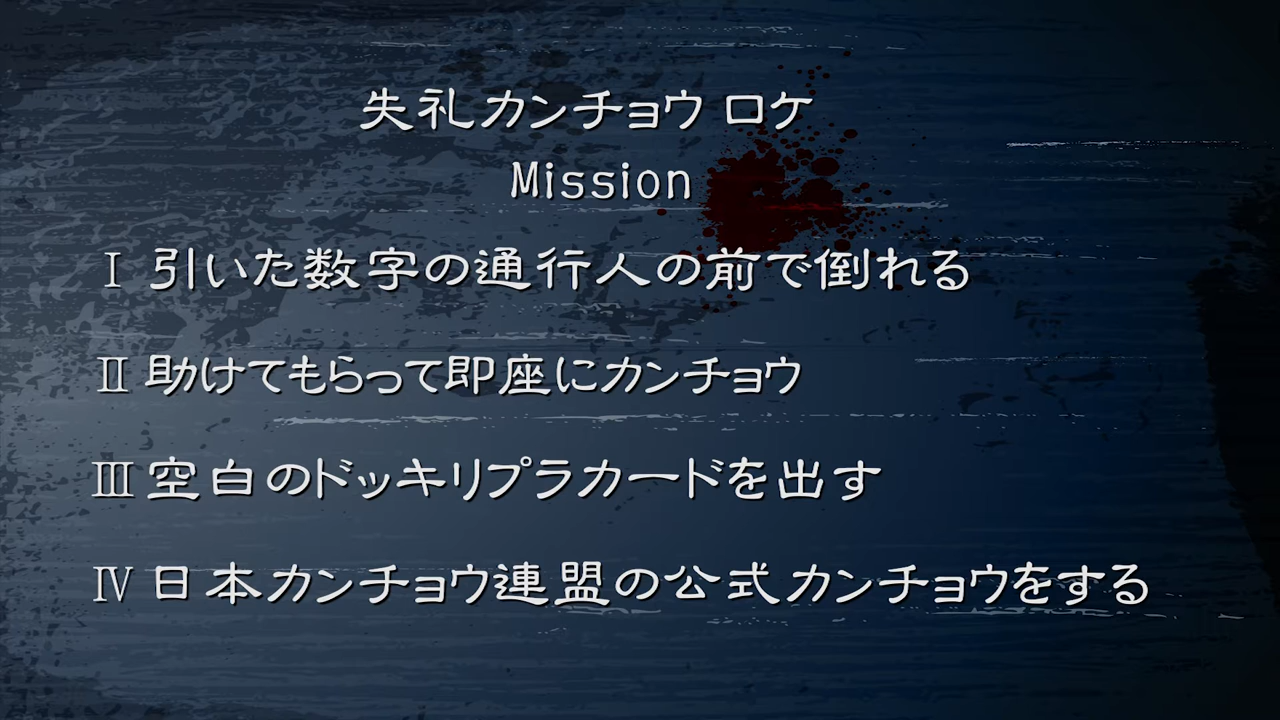 失礼カンチョウ ロケ
Mission
Ⅰ 引いた数字の通行人の前で倒れる
Ⅱ 助けてもらって即座にカンチョウ
Ⅲ 空白のドッキリプラカードを出す
Ⅳ 日本カンチョウ連盟の公式カンチョウをする